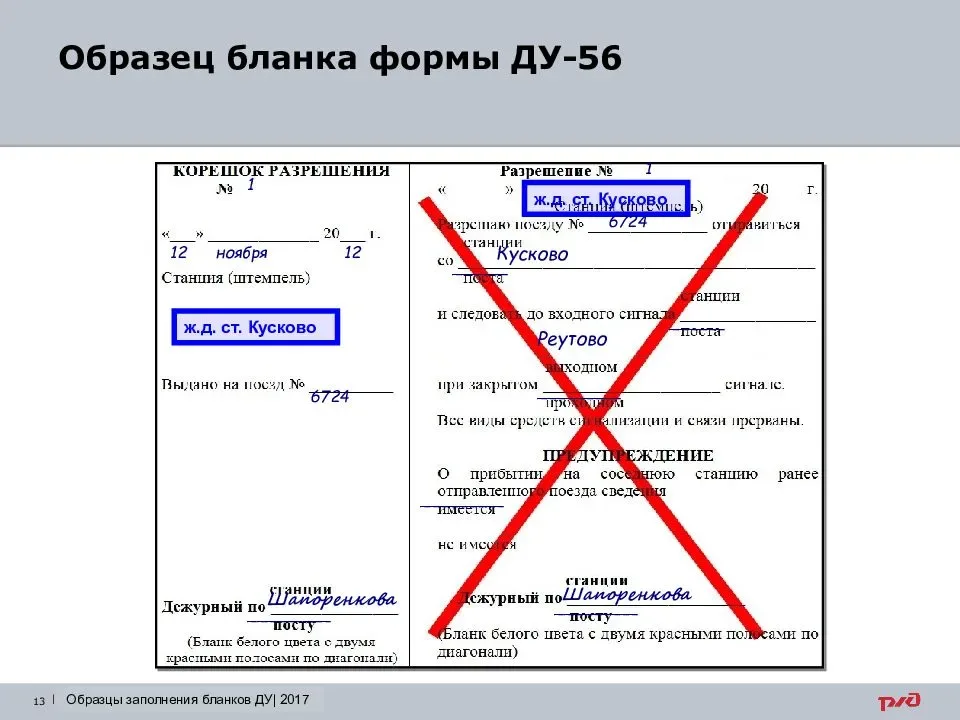 Образец бланка формы ДУ-56
КОРЕШОК РАЗРЕШЕНИЯ
№ 1
«___» ______________ 20___ г.
12 ноября 12
Станция (штемпель)
ж.д. ст. Кусково
Выдано на поезд № ___________
6724
станции
Дежурный по Шапоренкова
посту
(Бланк белого цвета с двумя
красными полосами по диагонали)
Разрешение № 1
« » 20 г.
ж.д. ст. Кусково
Станция (штемпель)
6724
Разрешаю поезду № _______________ отправиться
станции
со Кусково
поста
станции
и следовать до входного сигнала
поста
Реутово
выходном
при закрытом _______________________ сигнале.
проходном
Все виды средств сигнализации и связи прерваны.
ПРЕДУПРЕЖДЕНИЕ
О прибытии на соседнюю станцию ранее
отправленного поезда сведения
имеется
не имеется
станции
Дежурный по Шапоренкова
посту
(Бланк белого цвета с двумя красными полосами по
диагонали)
13 | Образцы заполнения бланков ДУ| 2017
РЖД